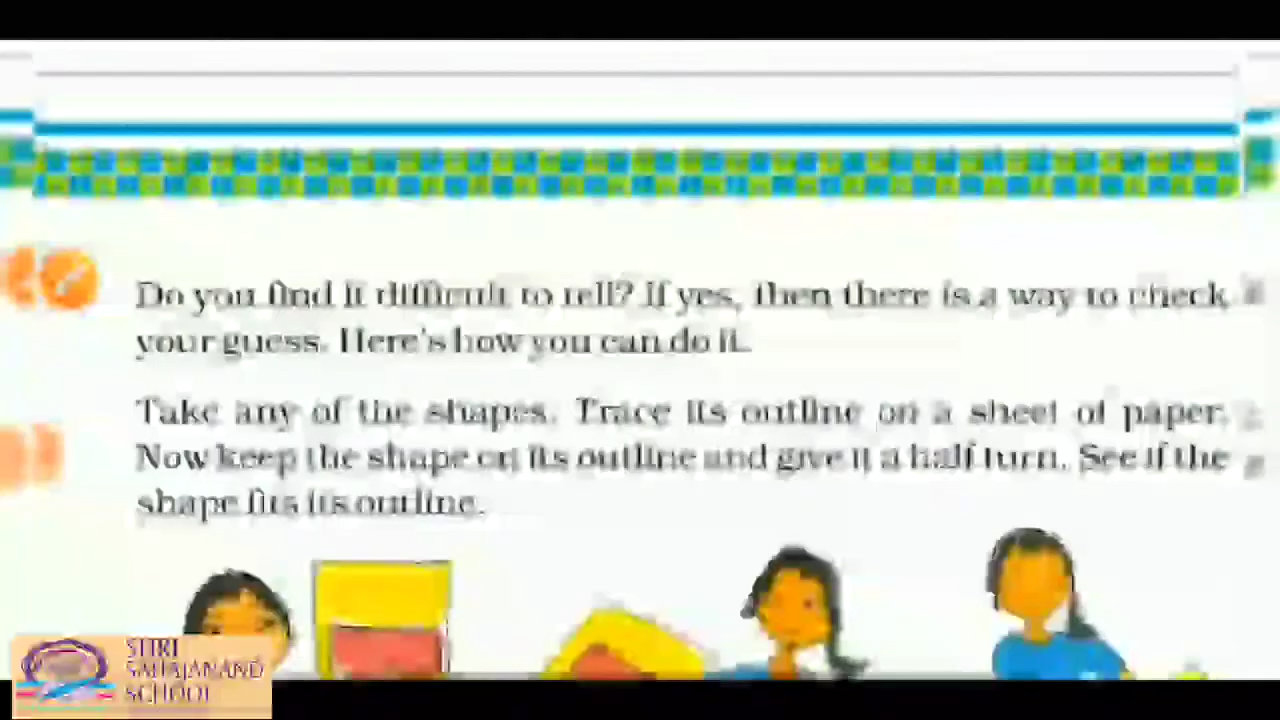 Do you find it difficult to tell? If yes, then there is a way to check
your guess. Here's how you can do it.
Take any of the shapes. Trace its outline on a sheet of paper.
Now keep the shape on its outline and give it a half turn. See if the
shape fits its outline.
SHRI
SAHAJANAND
SCHOOL